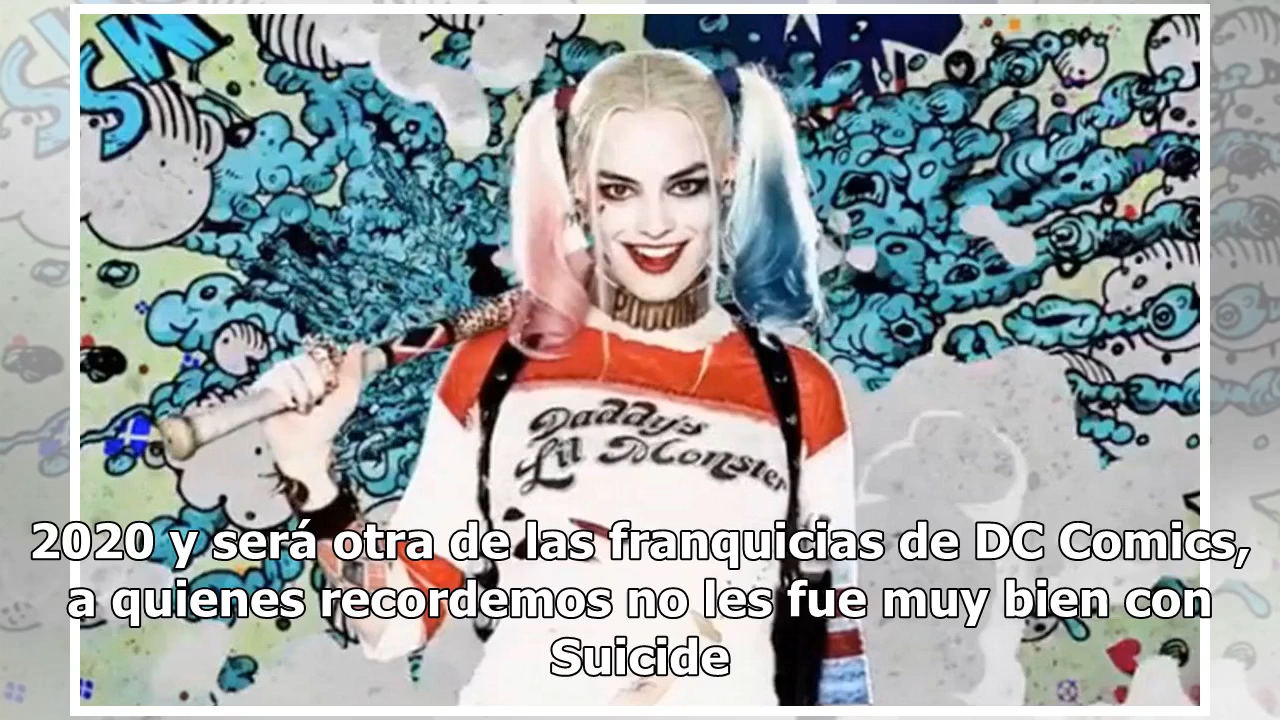 Daddy's
Lil Monster
2020 y será otra de las franquicias de DC Comics,
a quienes recordemos no les fue muy bien con
Suicide